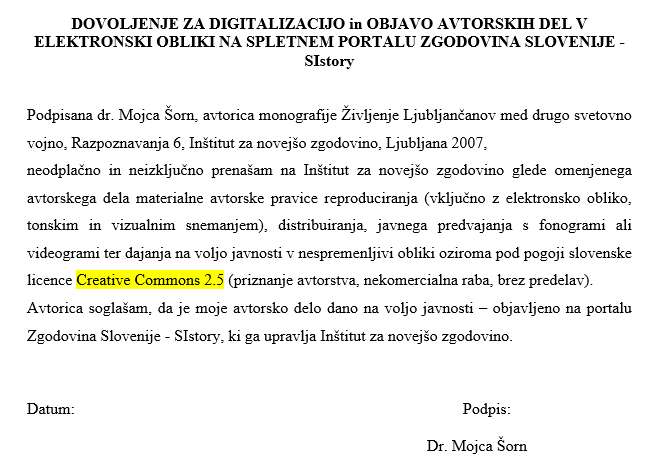 DOVOLJENJE ZA DIGITALIZACIJO in OBJAVO AVTORSKIH DEL V
ELEKTRONSKI OBLIKI NA SPLETNEM PORTALU ZGODOVINA SLOVENIJE -
SIstory
Podpisana dr. Mojca Šorn, avtorica monografije Življenje Ljubljančanov med drugo svetovno
vojno, Razpoznavanja 6, Inštitut za novejšo zgodovino, Ljubljana 2007,
neodplačno in neizključno prenašam na Inštitut za novejšo zgodovino glede omenjenega
avtorskega dela materialne avtorske pravice reproduciranja (vključno z elektronsko obliko,
tonskim in vizualnim snemanjem), distribuiranja, javnega predvajanja s fonogrami ali
videogrami ter dajanja na voljo javnosti v nespremenljivi obliki oziroma pod pogoji slovenske
licence Creative Commons 2.5 (priznanje avtorstva, nekomercialna raba, brez predelav).
Avtorica soglašam, da je moje avtorsko delo dano na voljo javnosti – objavljeno na portalu
Zgodovina Slovenije - SIstory, ki ga upravlja Inštitut za novejšo zgodovino.
Datum: Podpis:
Dr. Mojca Šorn